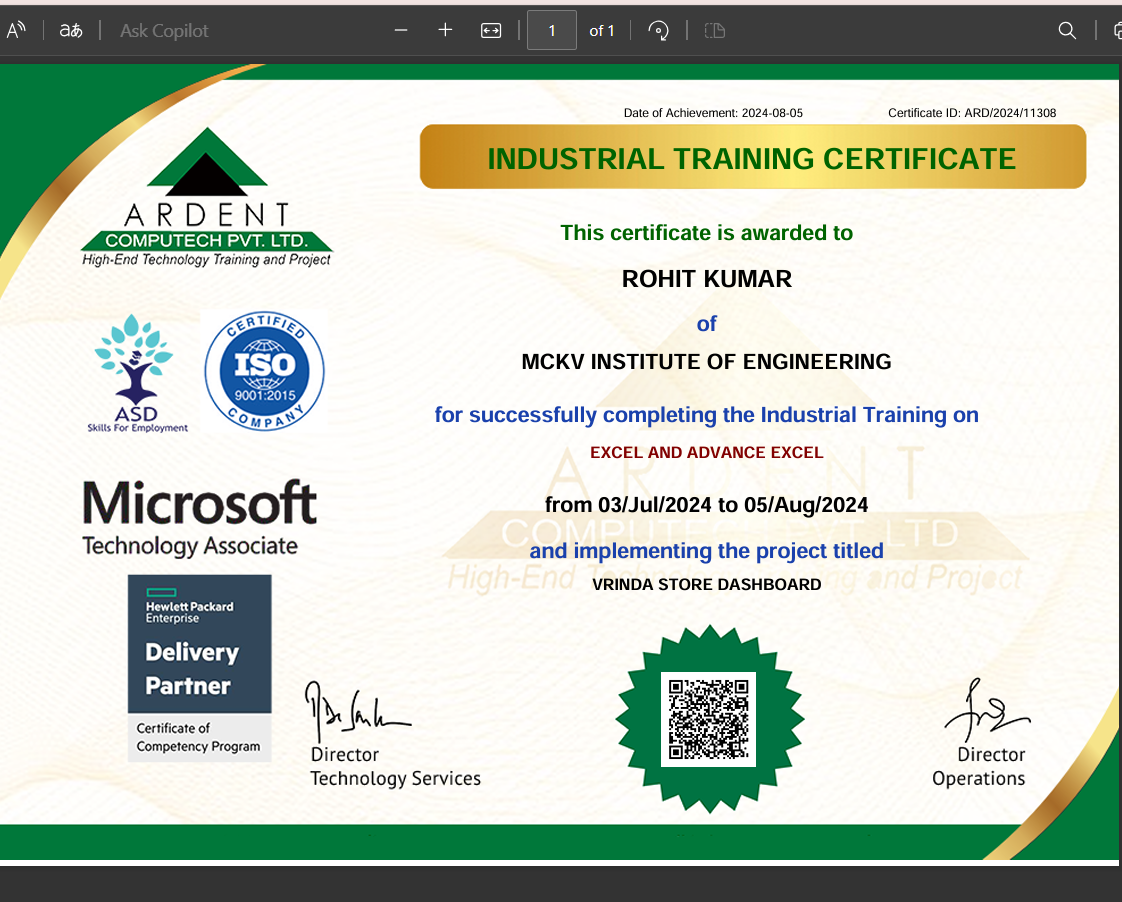 Ask Copilot
1
of 1
Date of Achievement: 2024-08-05
Certificate ID: ARD/2024/11308
INDUSTRIAL TRAINING CERTIFICATE
ARDENT
COMPUTECH PVT. LTD.
High-End Technology Training and Project
This certificate is awarded to
ROHIT KUMAR
of
MCKV INSTITUTE OF ENGINEERING
for successfully completing the Industrial Training on
EXCEL AND ADVANCE EXCEL
from 03/Jul/2024 to 05/Aug/2024
and implementing the project titled
VRINDA STORE DASHBOARD
ASD
Skills For Employment
CERTIFIED
ISO
9001:2015
COMPANY
Microsoft
Technology Associate
Hewlett Packard
Enterprise
Delivery
Partner
Certificate of
Competency Program
Director
Technology Services
Director
Operations